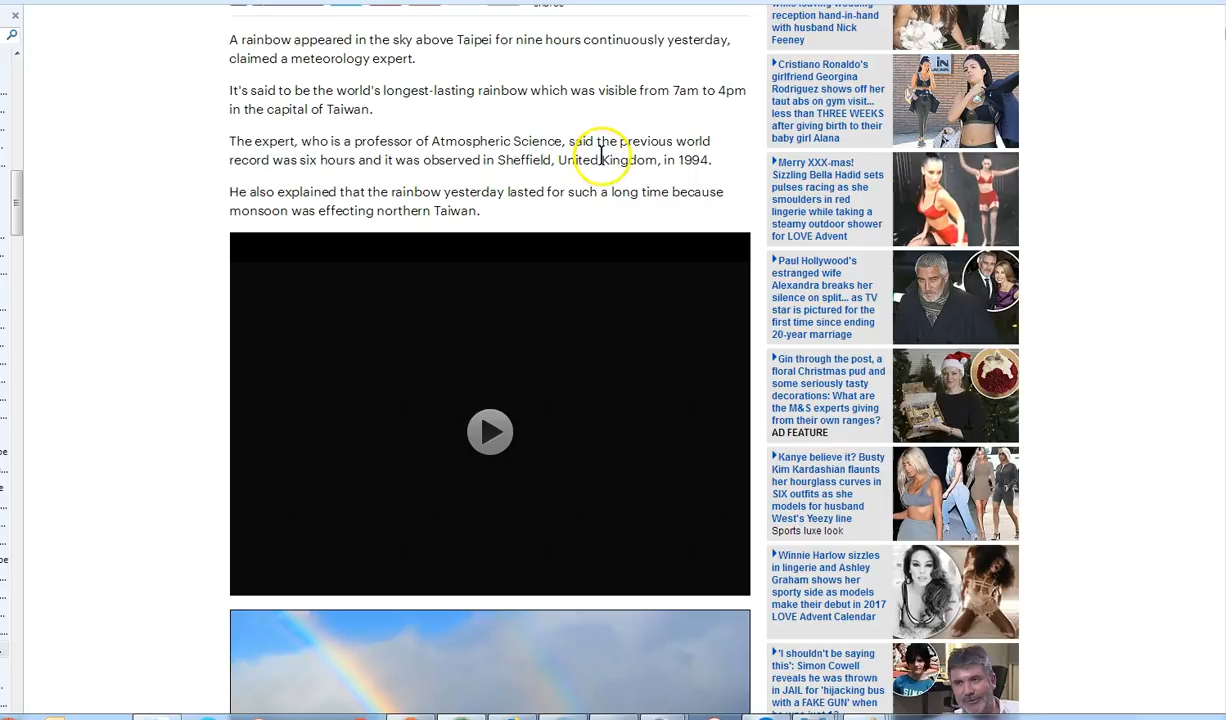 A rainbow appeared in the sky above Taipei for nine hours continuously yesterday,
claimed a meteorology expert.
It's said to be the world's longest-lasting rainbow which was visible from 7am to 4pm
in the capital of Taiwan.
The expert, who is a professor of Atmospheric Science, said the previous world
record was six hours and it was observed in Sheffield, United Kingdom, in 1994.
He also explained that the rainbow yesterday lasted for such a long time because
monsoon was effecting northern Taiwan.
reception hand-in-hand
with husband Nick
Feeney
Cristiano Ronaldo's
girlfriend Georgina
Rodriguez shows off her
taut abs on gym visit...
less than THREE WEEKS
after giving birth to their
baby girl Alana
Merry XXX-mas!
Sizzling Bella Hadid sets
pulses racing as she
smoulders in red
lingerie while taking a
steamy outdoor shower
for LOVE Advent
Paul Hollywood's
estranged wife
Alexandra breaks her
silence on split... as TV
star is pictured for the
first time since ending
20-year marriage
Gin through the post, a
floral Christmas pud and
some seriously tasty
decorations: What are
the M&S experts giving
from their own ranges?
AD FEATURE
Kanye believe it? Busty
Kim Kardashian flaunts
her hourglass curves in
SIX outfits as she
models for husband
West's Yeezy line
Sports luxe look
Winnie Harlow sizzles
in lingerie and Ashley
Graham shows her
sporty side as models
make their debut in 2017
LOVE Advent Calendar
'I shouldn't be saying
this': Simon Cowell
reveals he was thrown
in JAIL for 'hijacking bus
with a FAKE GUN' when